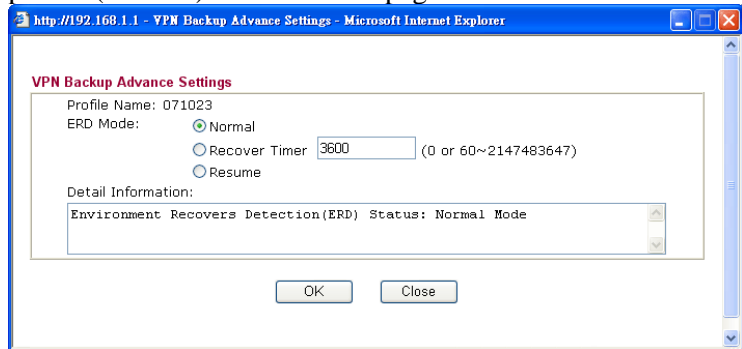 http://192.168.1.1 - VPN Backup Advance Settings - Microsoft Internet Explorer
VPN Backup Advance Settings
Profile Name: 071023
ERD Mode:
Normal
Recover Timer 3600 (0 or 60~2147483647)
Resume
Detail Information:
Environment Recovers Detection(ERD) Status: Normal Mode
OK Close